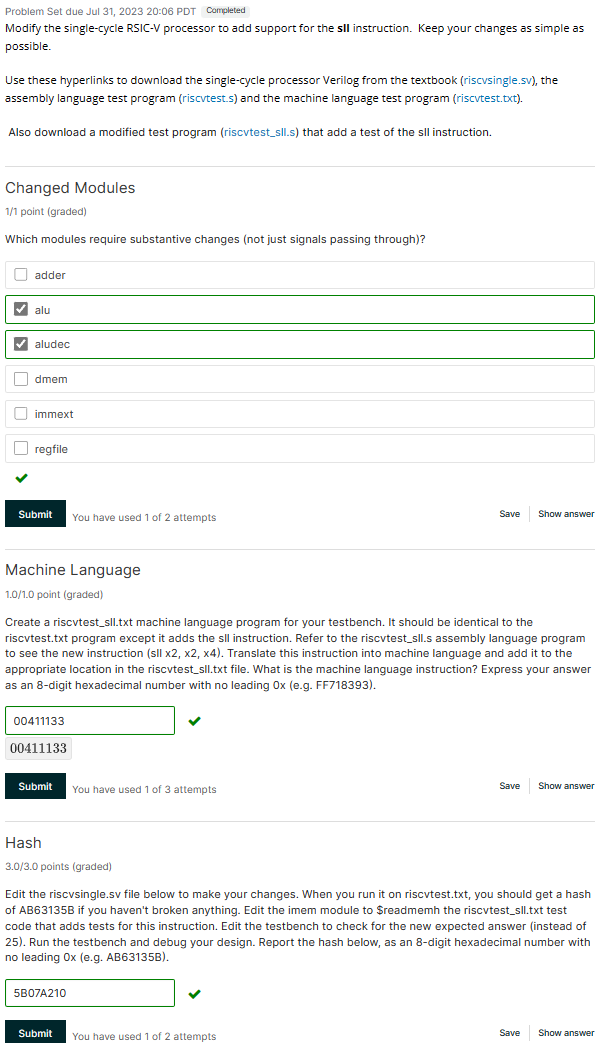 Problem Set due Jul 31, 2023 20:06 PDT Completed
Modify the single-cycle RSIC-V processor to add support for the sll instruction. Keep your changes as simple as
possible.
Use these hyperlinks to download the single-cycle processor Verilog from the textbook (riscvsingle.sv), the
assembly language test program (riscvtest.s) and the machine language test program (riscvtest.txt).
Also download a modified test program (riscvtest_sll.s) that add a test of the sll instruction.
Changed Modules
1/1 point (graded)
Which modules require substantive changes (not just signals passing through)?
adder
alu
aludec
dmem
immext
regfile
Submit You have used 1 of 2 attempts Save Show answer
Machine Language
1.0/1.0 point (graded)
Create a riscvtest_sll.txt machine language program for your testbench. It should be identical to the
riscvtest.txt program except it adds the sll instruction. Refer to the riscvtest_sll.s assembly language program
to see the new instruction (sll x2, x2, x4). Translate this instruction into machine language and add it to the
appropriate location in the riscvtest_sll.txt file. What is the machine language instruction? Express your answer
as an 8-digit hexadecimal number with no leading 0x (e.g. FF718393).
00411133
00411133
Submit You have used 1 of 3 attempts Save Show answer
Hash
3.0/3.0 points (graded)
Edit the riscvsingle.sv file below to make your changes. When you run it on riscvtest.txt, you should get a hash
of AB63135B if you haven't broken anything. Edit the imem module to $readmemh the riscvtest_sll.txt test
code that adds tests for this instruction. Edit the testbench to check for the new expected answer (instead of
25). Run the testbench and debug your design. Report the hash below, as an 8-digit hexadecimal number with
no leading 0x (e.g. AB63135B).
5B07A210
Submit You have used 1 of 2 attempts Save Show answer